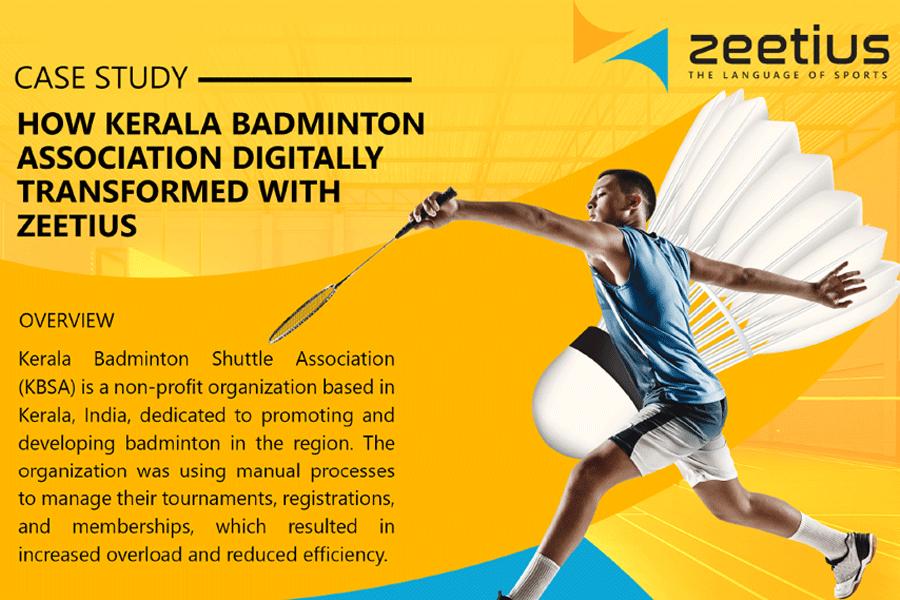 zeetius
THE LANGUAGE OF SPORTS
CASE STUDY
HOW KERALA BADMINTON
ASSOCIATION DIGITALLY
TRANSFORMED WITH
ZEETIUS
OVERVIEW
Kerala Badminton Shuttle Association
(KBSA) is a non-profit organization based in
Kerala, India, dedicated to promoting and
developing badminton in the region. The
organization was using manual processes
to manage their tournaments, registrations,
and memberships, which resulted in
increased overload and reduced efficiency.